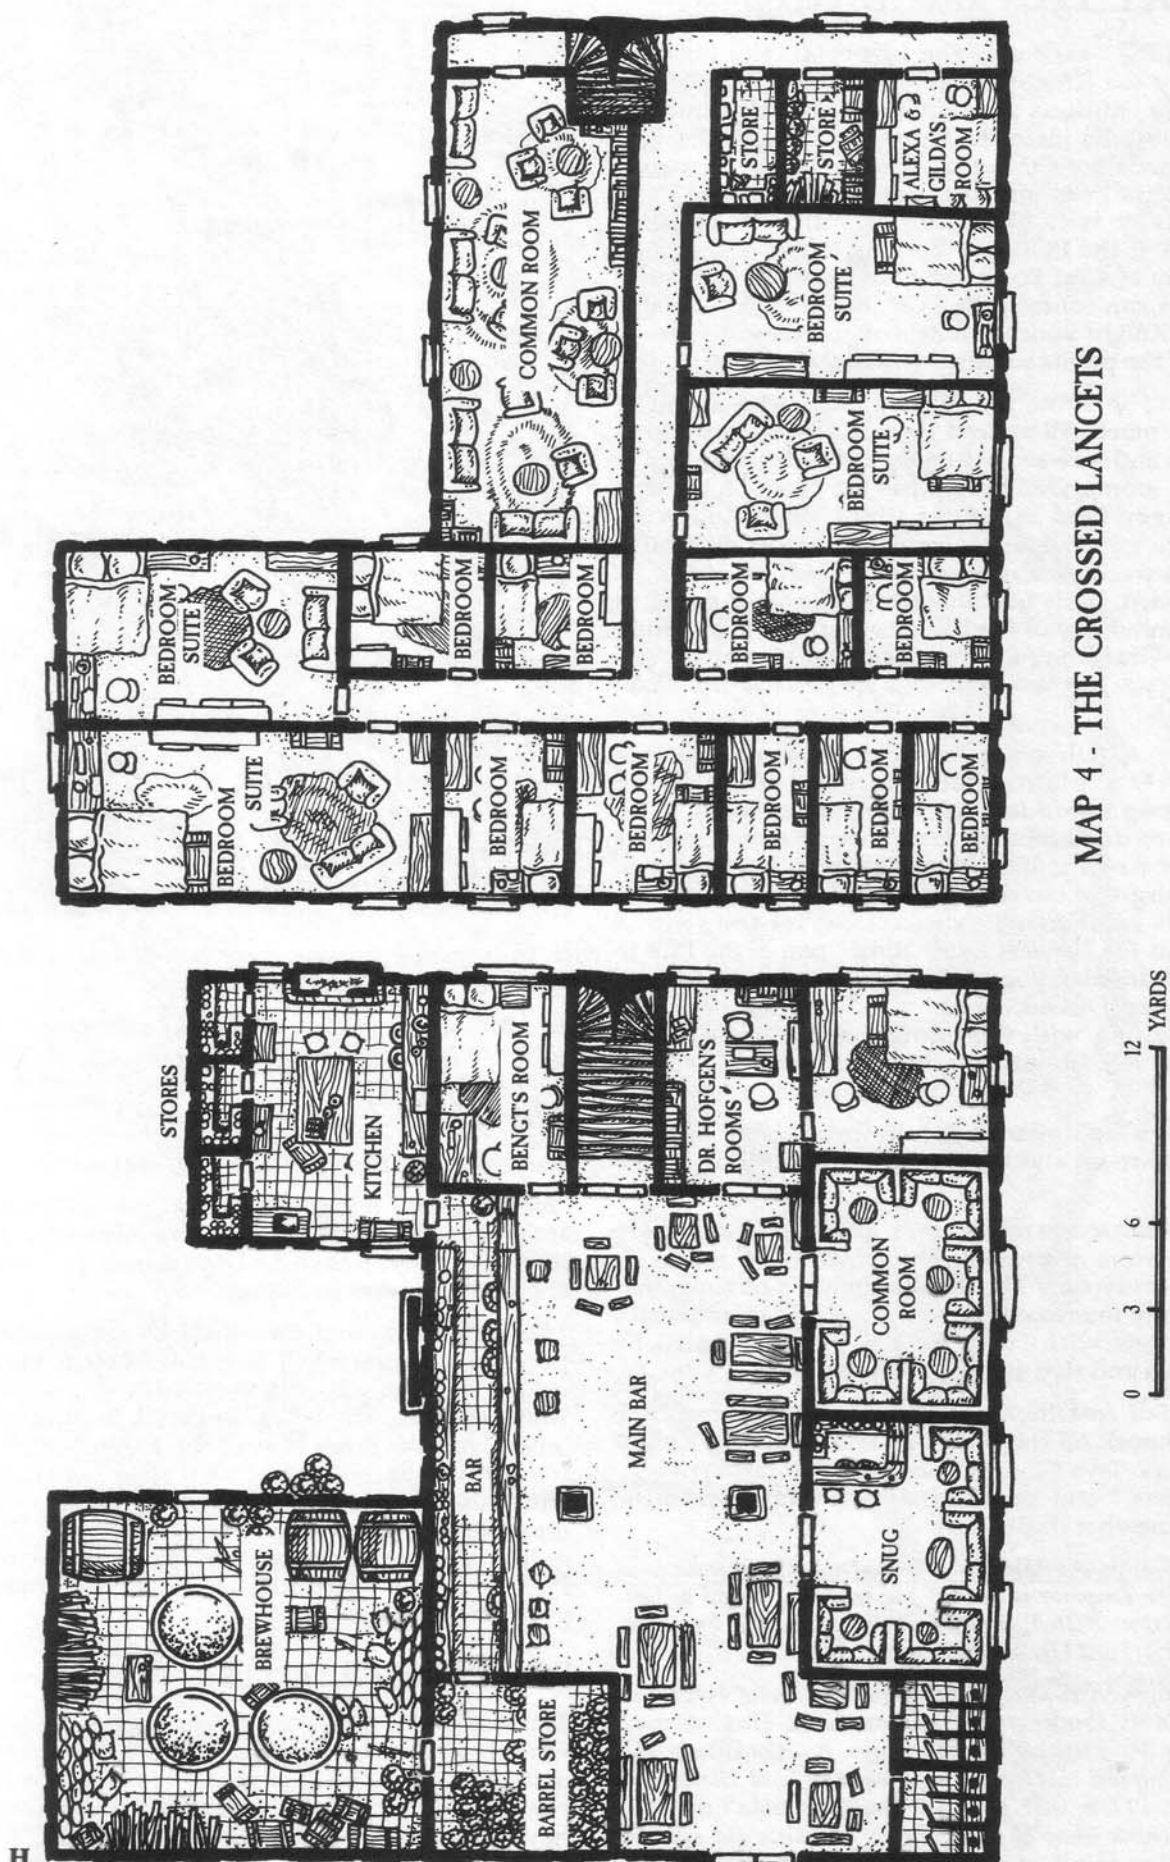 H
STORES
KITCHEN
BENGT'S ROOM
DR. HOFGEN'S
ROOMS
BREWHOUSE
BAR
MAIN BAR
COMMON
ROOM
SNUG
BARREL STORE
0 3 6 12 YARDS
BEDROOM
SUITE
BEDROOM
SUITE
BEDROOM
BEDROOM
BEDROOM
BEDROOM
BEDROOM
BEDROOM
BEDROOM
COMMON ROOM
BEDROOM
BEDROOM
BEDROOM
SUITE
BEDROOM
SUITE
STORE
STORE
ALEXA &
GILDA'S
ROOM
MAP 4 - THE CROSSED LANCETS